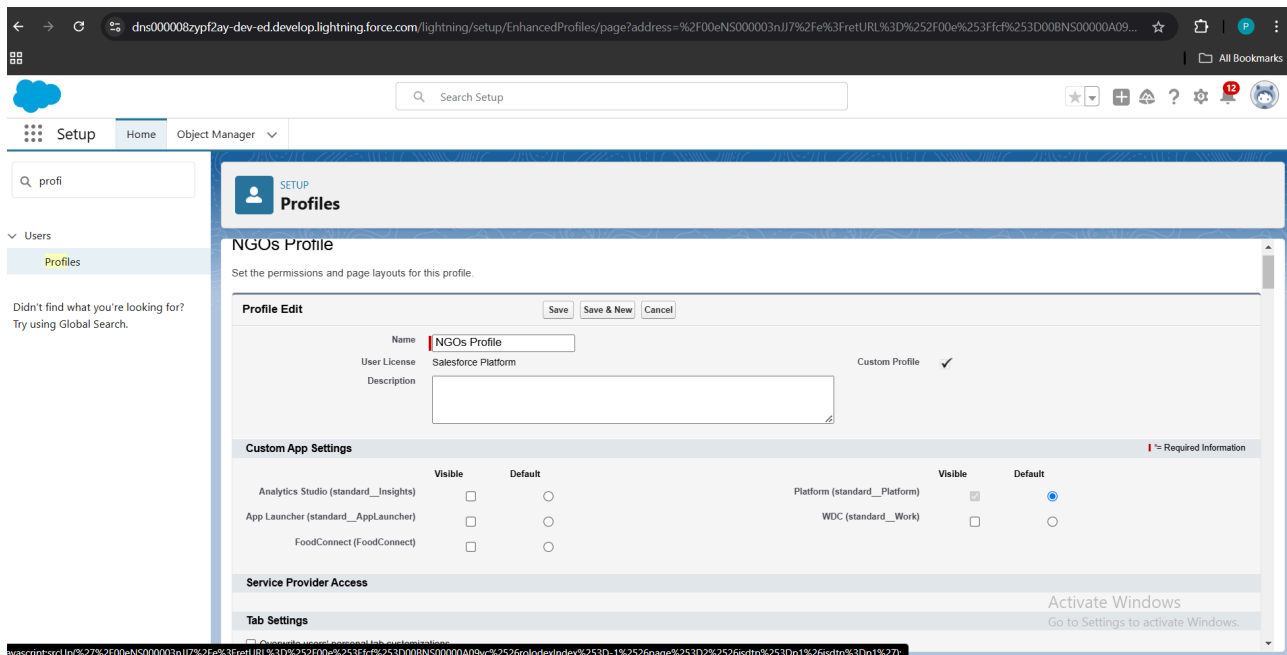 dns000008zypf2ay-dev-ed.develop.lightning.force.com/lightning/setup/EnhancedProfiles/page?address=%2F00eNS000003nJJ7%2Fe%3FretURL%3D%252F00e%253Ffcf%253D00BNS00000A09...
P
All Bookmarks
Search Setup
12
Setup Home Object Manager
profi
SETUP
Profiles
Users
Profiles
Didn't find what you're looking for?
Try using Global Search.
NGOs Profile
Set the permissions and page layouts for this profile.
Profile Edit Save Save & New Cancel
Name NGOs Profile
User License Salesforce Platform Custom Profile
Description
Custom App Settings *= Required Information
Visible Default Visible Default
Analytics Studio (standard__Insights) Platform (standard__Platform)
App Launcher (standard__AppLauncher) WDC (standard__Work)
FoodConnect (FoodConnect)
Service Provider Access
Tab Settings
Overwrite users' personal tab customizations
Activate Windows
Go to Settings to activate Windows.